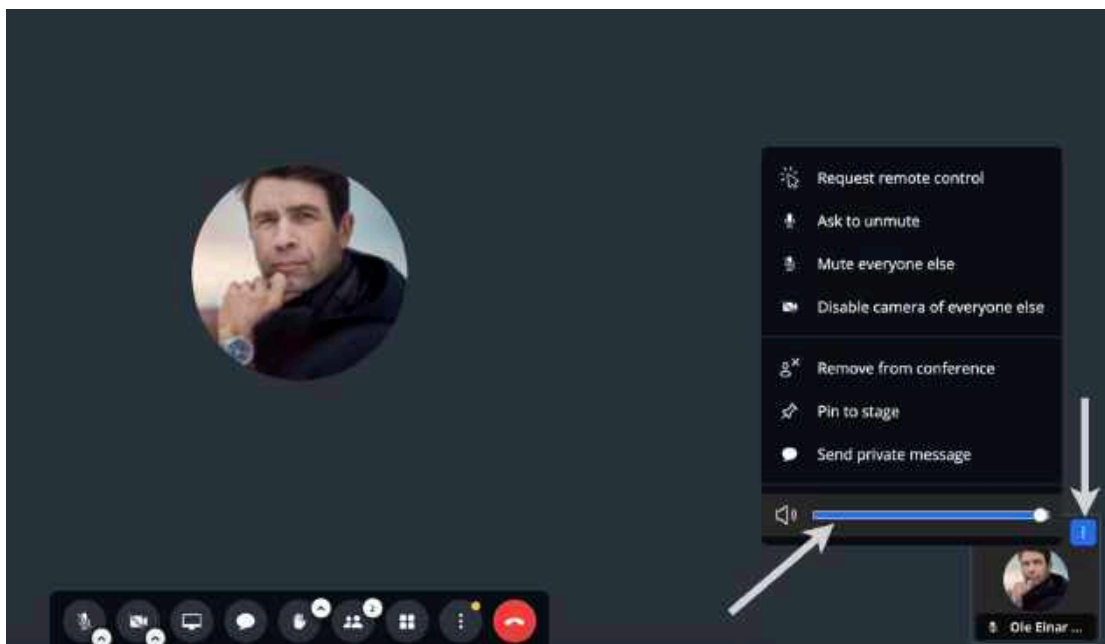 Request remote control
Ask to unmute
Mute everyone else
Disable camera of everyone else
Remove from conference
Pin to stage
Send private message
2
Ole Einar ...